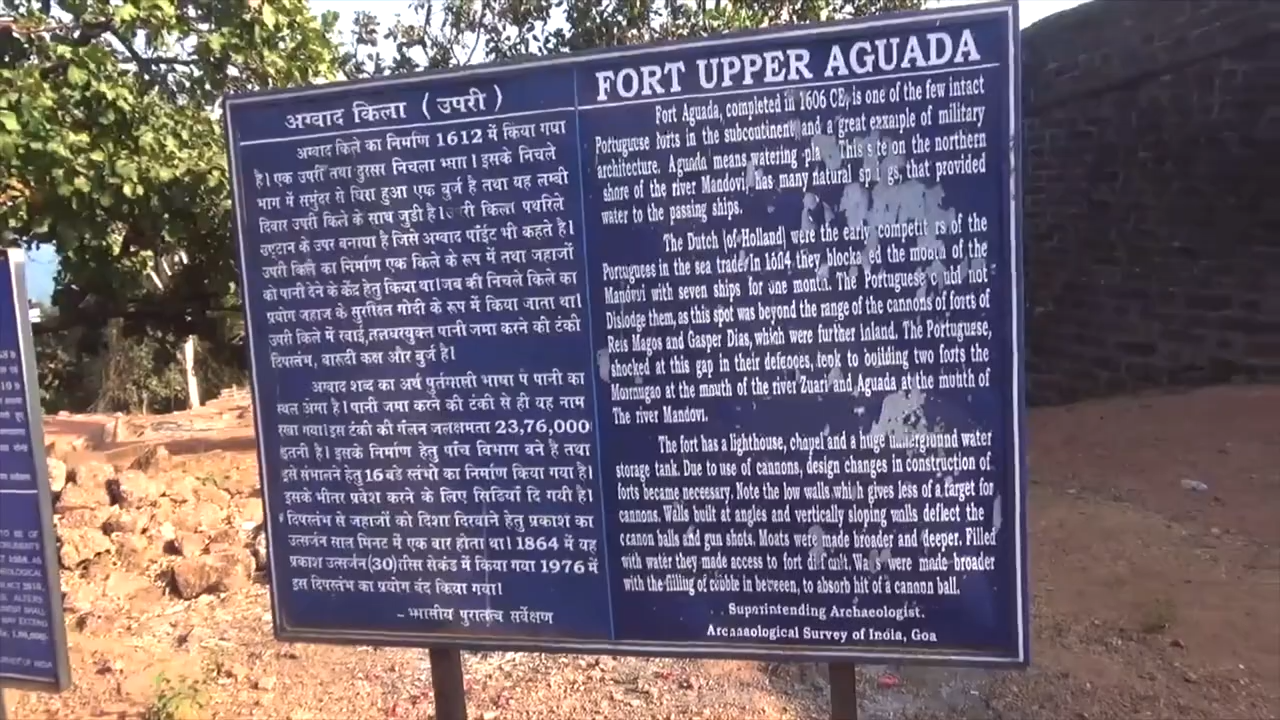 अग्वाद किला ( उपरी )
अग्वाद किले का निर्माण 1612 में किया गपा
है। एक उपरी तथा दुसर निचला भाग । इसके निचले
भाग में समुंदर से घिरा हुआ एक बुर्ज है तथा यह लम्बी
दिवार उपरी किले के साथ जुडी है। किला पथरिले
के उपर बनाया है जिसे अग्वाद पॉईंट भी कहते है।
उपरी किले का निर्माण एक किले के रूप में तथा जहाजों
को पानी देने के केंद्र हेतु किया था। जब की निचले किले का
प्रयोग जहाज के सुरक्षित गोदी के रूप में किया जाता था।
उपरी किले में पानी जमा करने की टंकी
दिपस्तंभ, बारुदी कक्ष और बुर्ज है।
अग्वाद शब्द का अर्थ पुर्तगाली भाषा पानी का
पानी जमा करने की टंकी से ही यह नाम
रखा गया। इस टंकी की गॅलन जलक्षमता 23,76,000
इतनी है। इसके निर्माण हेतु पाँच विभाग बने है तथा
इसे संभालने हेतु 16 बडे स्तंभों का निर्माण किया गया है।
इसके भीतर प्रवेश करने के लिए सिढियाँ दि गयी है।
दिपस्तंभ से जहाजों को दिशा दिखाने हेतु प्रकाश का
उत्सर्जन सात मिनट में एक बार होता था। 1864 में यह
प्रकाश उत्सर्जन (30) सेकंड में किया गया 1976 में
इस दिपस्तंभ का प्रयोग बंद किया गया।
- भारतीय पुरातत्व सर्वेक्षण
FORT UPPER AGUADA
Fort Aguada, completed in 1606 CE, is one of the few intact
Portuguese forts in the subcontinent, and a great example of military
architecture. Aguada means watering This site on the northern
shore of the river Mandovi, has many natural that provided
water to the passing ships.
The Dutch (of Holland) were the early of the
Portugness in the sea trade. In 1604 they the mouth of the
Mandovi with seven ships for one month. The Portuguese could not
Dislodge them, as this spot was beyond the range of the cannons of forts of
Reis Magos and Gasper Dias, which were further inland. The Portuguese,
shocked at this gap in their defences, took to building two forts the
Mormugao at the mouth of the river Zuari and Aguada at the mouth of
The river Mandovi.
The fort has a lighthouse, chapel and a huge underground water
storage tank. Due to use of cannons, design changes in construction of
forts became necessary. Note the low walls gives less of a target for
cannons. Walls built at angles and vertically sloping walls deflect the
ccanon balls and gun shots. Moats were made broader and deeper. Filled
with water they made access to fort were made broader
with the filling of cobble in between, to absorb hit of a cannon ball.
Superintending Archaeologist.
Archaaological Survey of India, Goa
TO BE OF